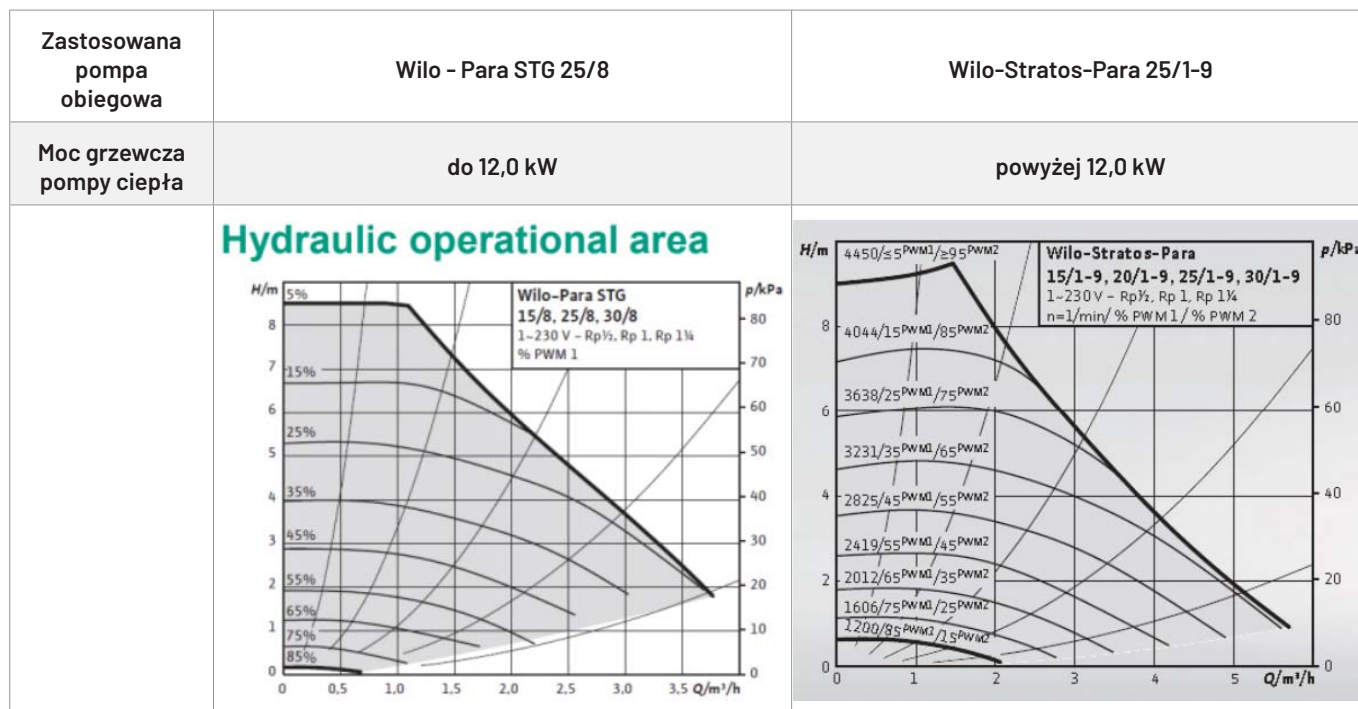 Zastosowana
pompa
obiegowa
Wilo - Para STG 25/8
Wilo-Stratos-Para 25/1-9
Moc grzewcza
pompy ciepła
do 12,0 kW
powyżej 12,0 kW
Hydraulic operational area
H/m
p/kPa
Wilo-Para STG
15/8, 25/8, 30/8
1~230 V - Rp½, Rp 1, Rp 1¼
% PWM 1
5%
15%
25%
35%
45%
55%
65%
75%
85%
8
7
6
5
4
3
2
1
0
80
70
60
50
40
30
20
10
0
0 0,5 1,0 1,5 2,0 2,5 3,0 3,5 Q/m³/h
H/m
p/kPa
Wilo-Stratos-Para
15/1-9, 20/1-9, 25/1-9, 30/1-9
1~230 V - Rp½, Rp 1, Rp 1¼
n=1/min/ % PWM 1 / % PWM 2
4450/≤5PWM1/≥95PWM2
4044/15PWM1/85PWM2
3638/25PWM1/75PWM2
3231/35PWM1/65PWM2
2825/45PWM1/55PWM2
2419/55PWM1/45PWM2
2012/65PWM1/35PWM2
1606/75PWM1/25PWM2
1200/85PWM1/15PWM2
8
6
4
2
0
80
60
40
20
0
0 1 2 3 4 5 Q/m³/h